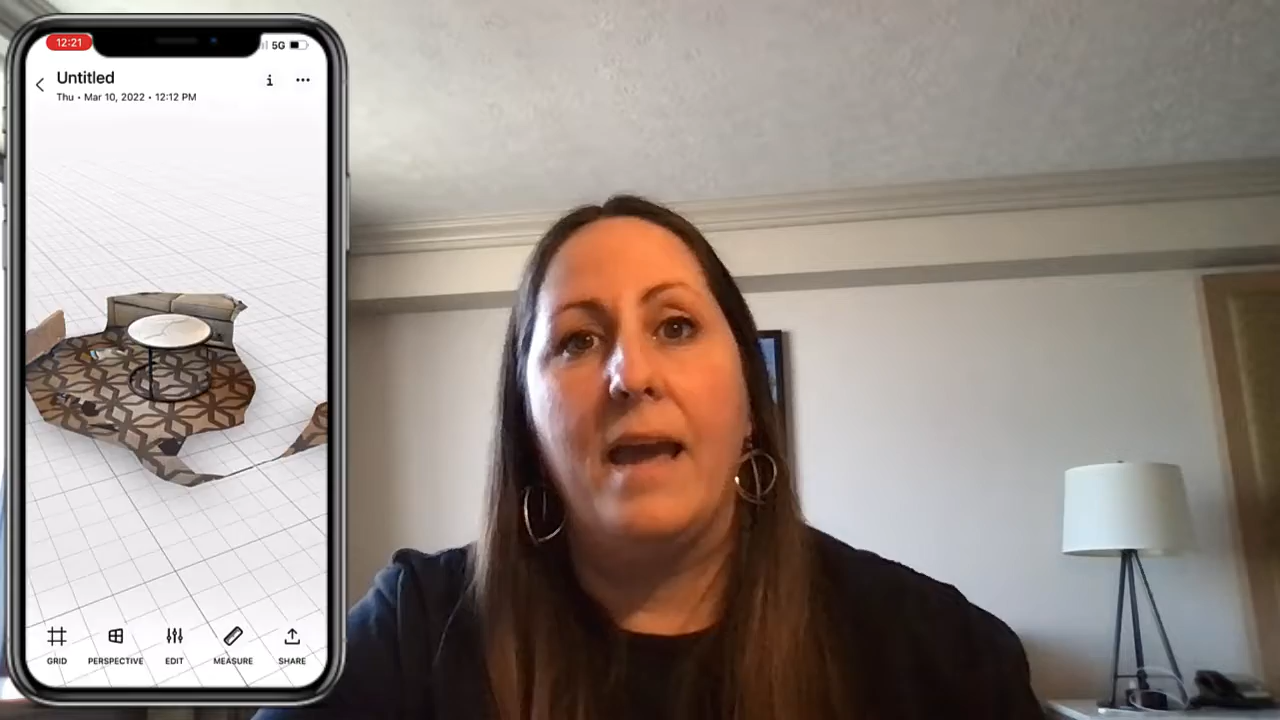 12:21
5G
Untitled
i
Thu • Mar 10, 2022 • 12:12 PM
GRID
PERSPECTIVE
EDIT
MEASURE
SHARE